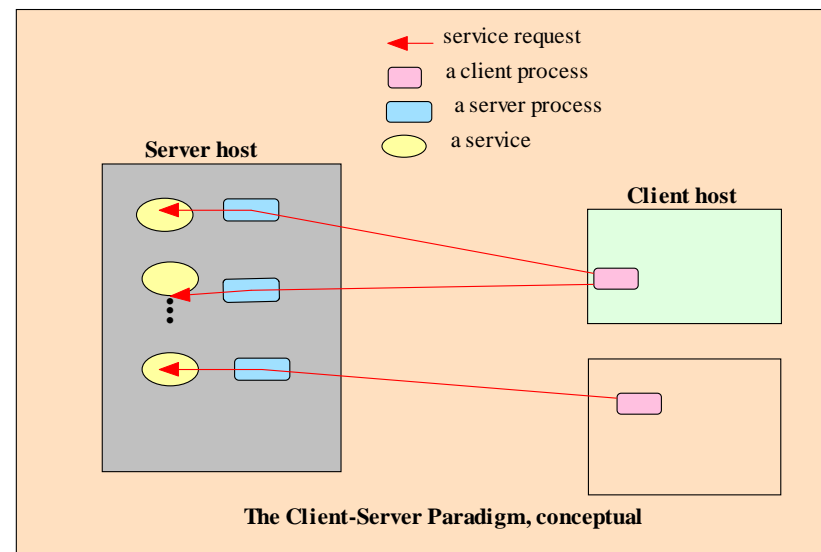 service request
a client process
a server process
a service
Server host
Client host
The Client-Server Paradigm, conceptual